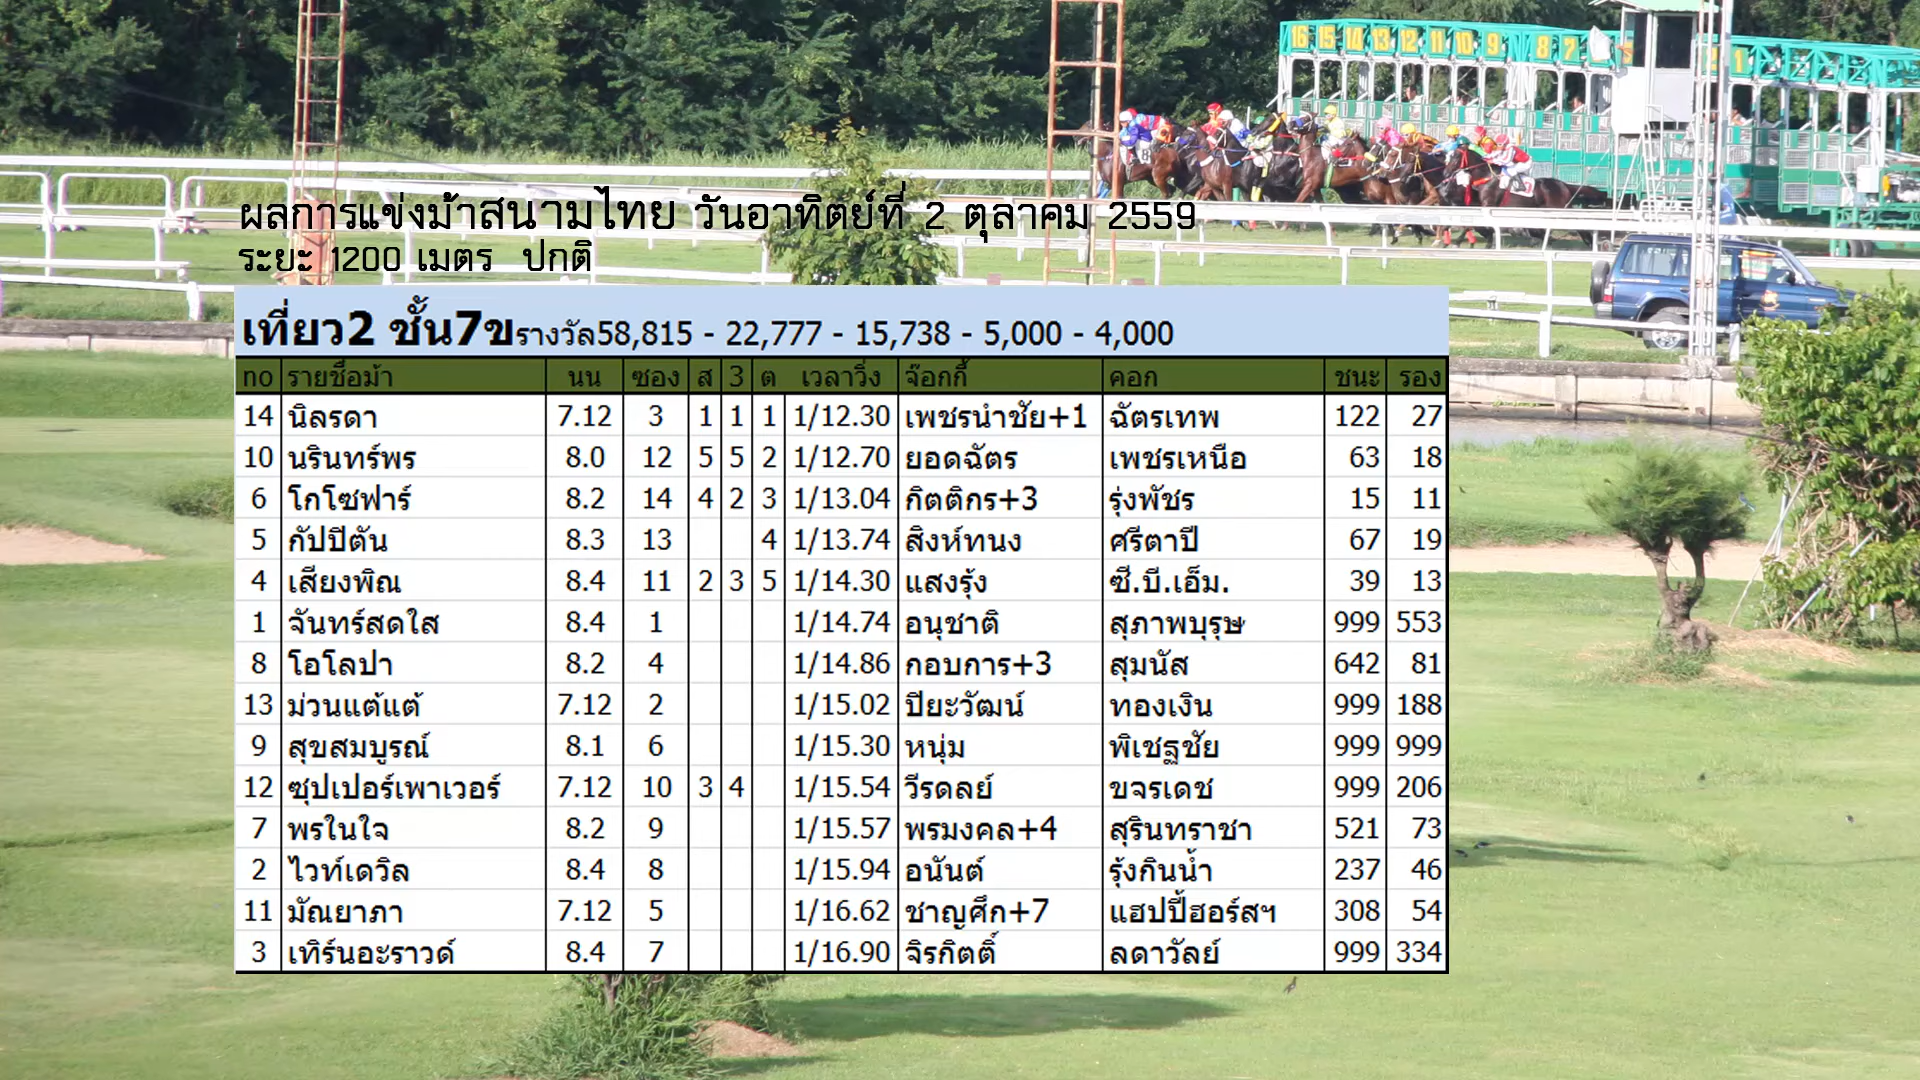 16 15 14 13 12 11 10 9 8 7
1
8
ผลการแข่งม้าสนามไทย วันอาทิตย์ที่ 2 ตุลาคม 2559
ระยะ 1200 เมตร ปกติ
เที่ยว2 ชั้น7ขรางวัล58,815 - 22,777 - 15,738 - 5,000 - 4,000
no รายชื่อม้า นน ซอง ส 3 ต เวลาวิ่ง จ๊อกกี้ คอก ชนะ รอง
14 นิลรดา 7.12 3 1 1 1 1/12.30 เพชรนำชัย+1 ฉัตรเทพ 122 27
10 นรินทร์พร 8.0 12 5 5 2 1/12.70 ยอดฉัตร เพชรเหนือ 63 18
6 โกโซฟาร์ 8.2 14 4 2 3 1/13.04 กิตติกร+3 รุ่งพัชร 15 11
5 กัปปิตัน 8.3 13 4 1/13.74 สิงห์ทนง ศรีตาปี 67 19
4 เสียงพิณ 8.4 11 2 3 5 1/14.30 แสงรุ้ง ซี.บี.เอ็ม. 39 13
1 จันทร์สดใส 8.4 1 1/14.74 อนุชาติ สุภาพบุรุษ 999 553
8 โอโลปา 8.2 4 1/14.86 กอบการ+3 สุมนัส 642 81
13 ม่วนแต้แต้ 7.12 2 1/15.02 ปิยะวัฒน์ ทองเงิน 999 188
9 สุขสมบูรณ์ 8.1 6 1/15.30 หนุ่ม พิเชฐชัย 999 999
12 ซุปเปอร์เพาเวอร์ 7.12 10 3 4 1/15.54 วีรดลย์ ขจรเดช 999 206
7 พรในใจ 8.2 9 1/15.57 พรมงคล+4 สุรินทราชา 521 73
2 ไวท์เดวิล 8.4 8 1/15.94 อนันต์ รุ้งกินน้ำ 237 46
11 มัณยาภา 7.12 5 1/16.62 ชาญศึก+7 แฮปปี้ฮอร์สฯ 308 54
3 เทิร์นอะราวด์ 8.4 7 1/16.90 จิรกิตติ์ ลดาวัลย์ 999 334